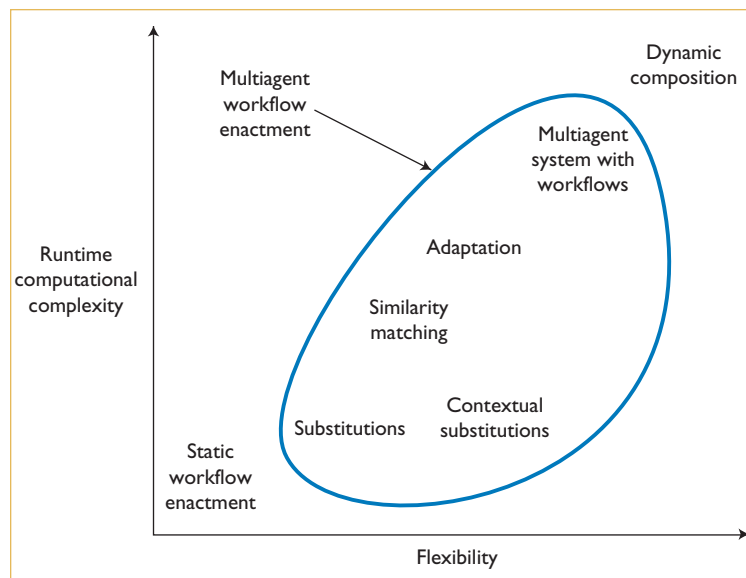 Dynamic
composition
Multiagent
workflow
enactment
Multiagent
system with
workflows
Adaptation
Runtime
computational
complexity
Similarity
matching
Contextual
substitutions
Substitutions
Static
workflow
enactment
Flexibility